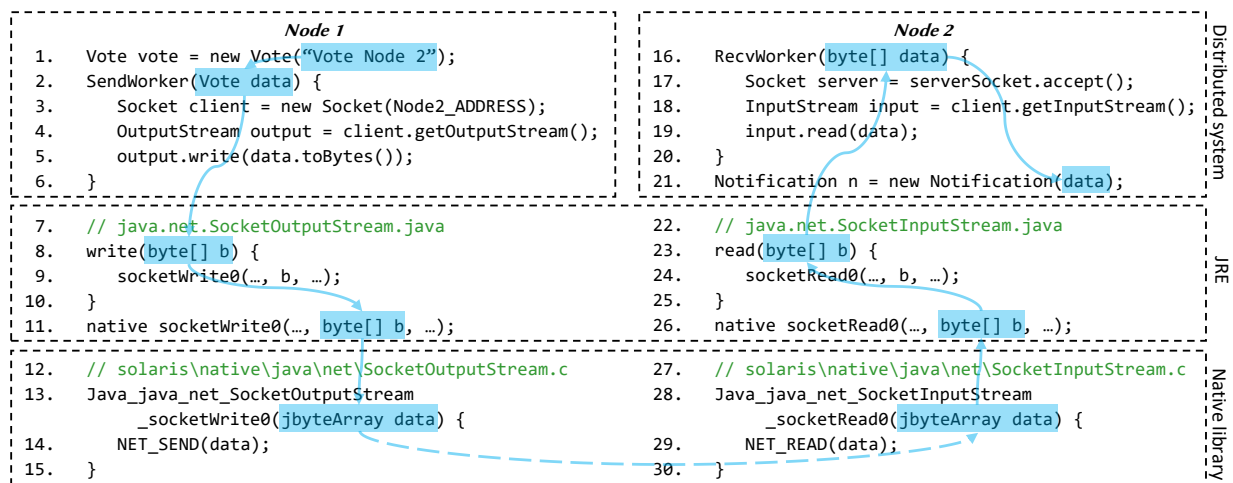 Node 1
1. Vote vote = new Vote(“Vote Node 2”);
2. SendWorker(Vote data) {
3. Socket client = new Socket(Node2_ADDRESS);
4. OutputStream output = client.getOutputStream();
5. output.write(data.toBytes());
6. }
Node 2
16. RecvWorker(byte[] data) {
17. Socket server = serverSocket.accept();
18. InputStream input = client.getInputStream();
19. input.read(data);
20. }
21. Notification n = new Notification(data);
Distributed system
7. // java.net.SocketOutputStream.java
8. write(byte[] b) {
9. socketWrite0(…, b, …);
10. }
11. native socketWrite0(…, byte[] b, …);
22. // java.net.SocketInputStream.java
23. read(byte[] b) {
24. socketRead0(…, b, …);
25. }
26. native socketRead0(…, byte[] b, …);
JRE
12. // solaris\native\java\net\SocketOutputStream.c
13. Java_java_net_SocketOutputStream
_socketWrite0(jbyteArray data) {
14. NET_SEND(data);
15. }
27. // solaris\native\java\net\SocketInputStream.c
28. Java_java_net_SocketInputStream
_socketRead0(jbyteArray data) {
29. NET_READ(data);
30. }
Native library